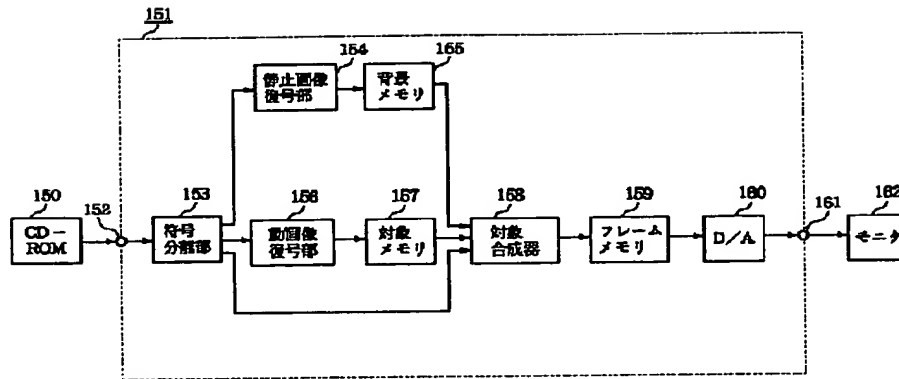 151
154
155
静止画像
復号部
背景
メモリ
150
152
153
156
157
158
159
160
161
162
CD-
ROM
符号
分離部
動画像
復号部
対象
メモリ
対象
合成器
フレーム
メモリ
D/A
モニタ